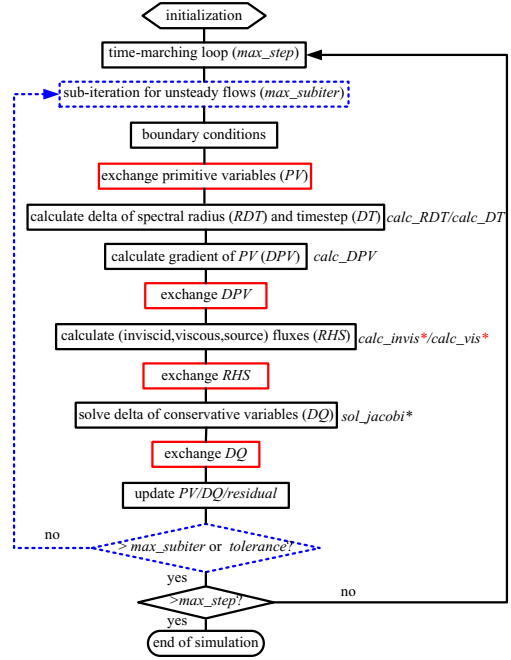 initialization
time-marching loop (max_step)
sub-iteration for unsteady flows (max_subiter)
boundary conditions
exchange primitive variables (PV)
calculate delta of spectral radius (RDT) and timestep (DT) calc_RDT/calc_DT
calculate gradient of PV (DPV) calc_DPV
exchange DPV
calculate (inviscid,viscous,source) fluxes (RHS) calc_invis*/calc_vis*
exchange RHS
solve delta of conservative variables (DQ) sol_jacobi*
exchange DQ
update PV/DQ/residual
no > max_subiter or tolerance?
yes
>max_step? no
yes
end of simulation